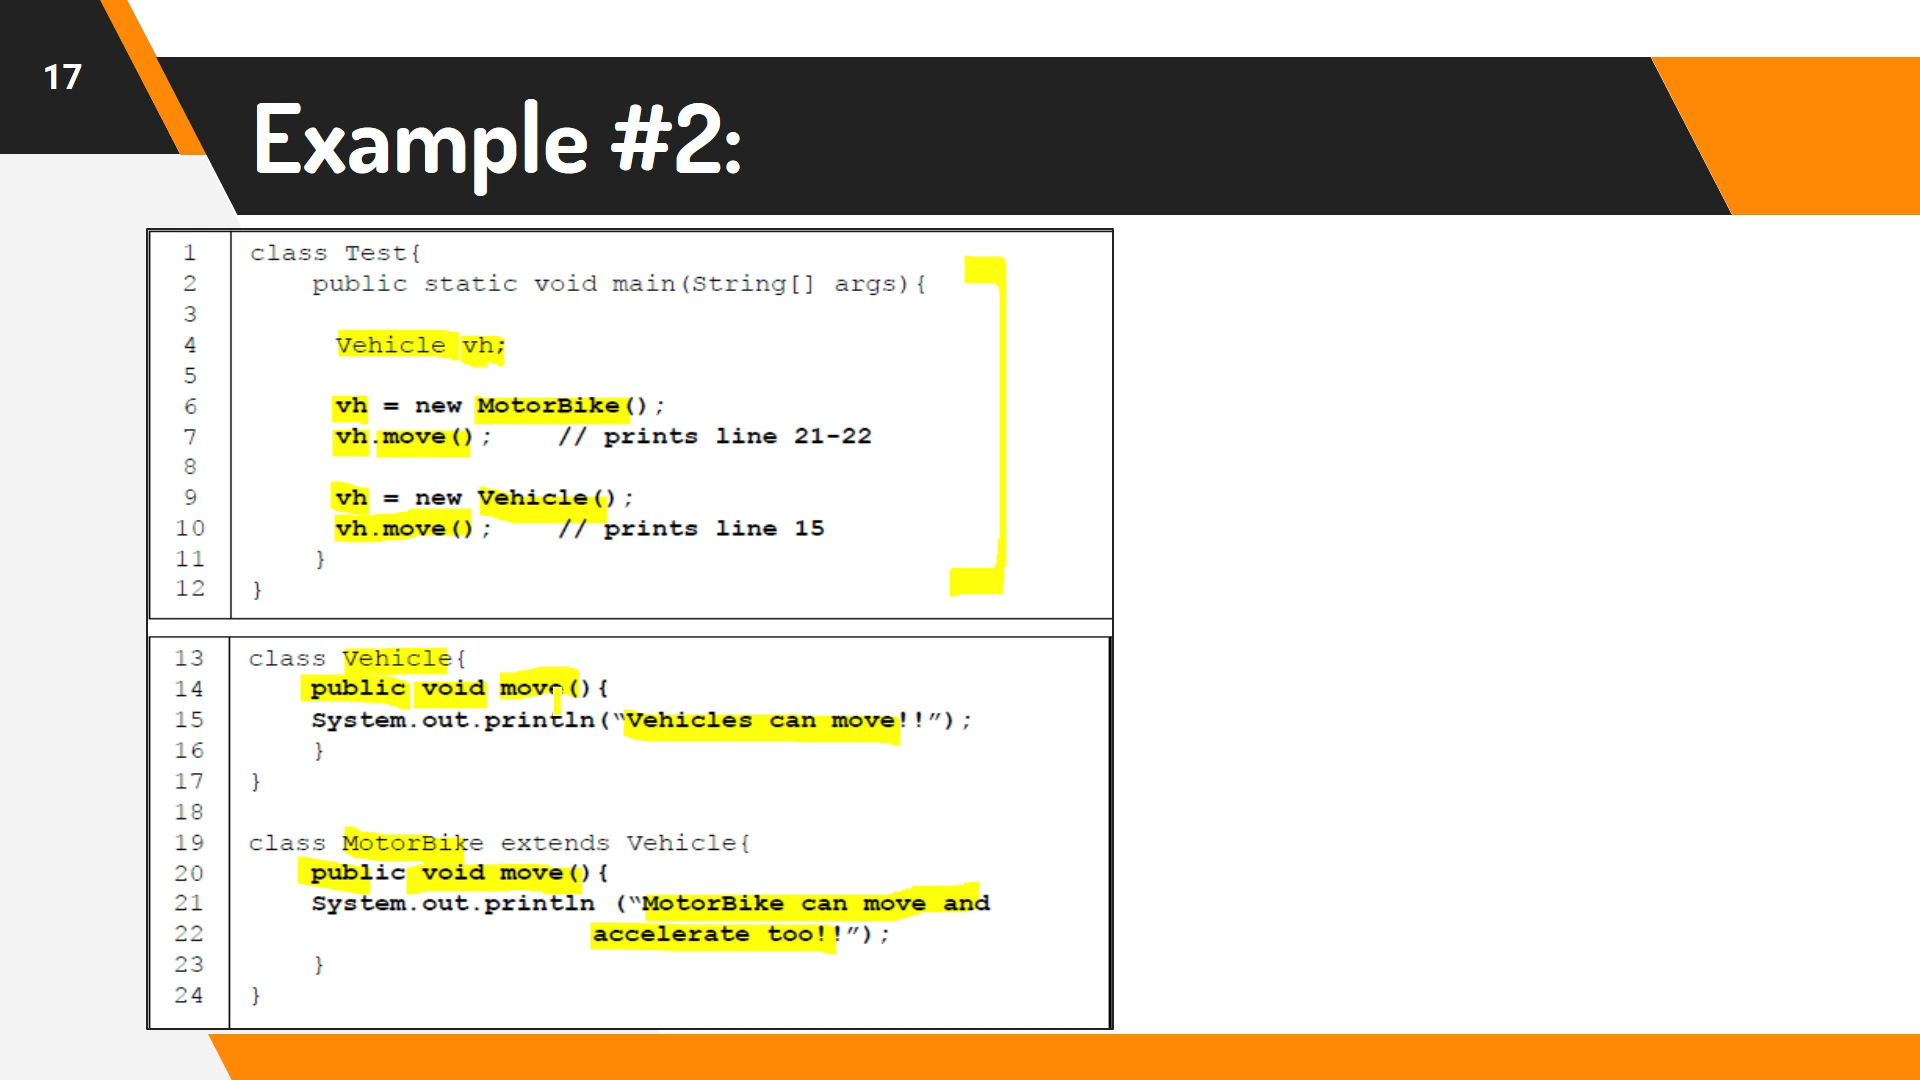 17
Example #2:
1 class Test{
2 public static void main(String[] args){
3
4 Vehicle vh;
5
6 vh = new MotorBike();
7 vh.move(); // prints line 21-22
8
9 vh = new Vehicle();
10 vh.move(); // prints line 15
11 }
12 }
13 class Vehicle{
14 public void move(){
15 System.out.println(“Vehicles can move!!”);
16 }
17 }
18
19 class MotorBike extends Vehicle{
20 public void move(){
21 System.out.println (“MotorBike can move and
22 accelerate too!!”);
23 }
24 }